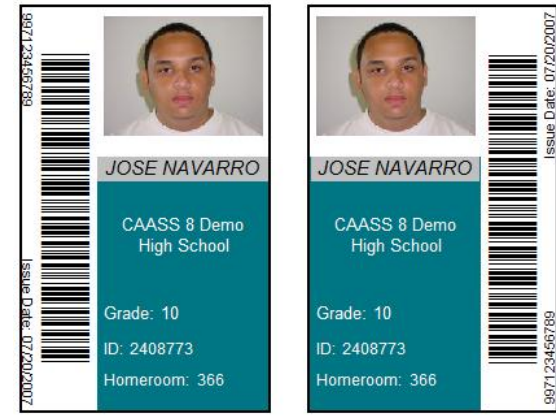 997123456789
Issue Date: 07/20/2007
JOSE NAVARRO
CAASS 8 Demo
High School
Grade: 10
ID: 2408773
Homeroom: 366
JOSE NAVARRO
CAASS 8 Demo
High School
Grade: 10
ID: 2408773
Homeroom: 366
Issue Date: 07/20/2007
997123456789